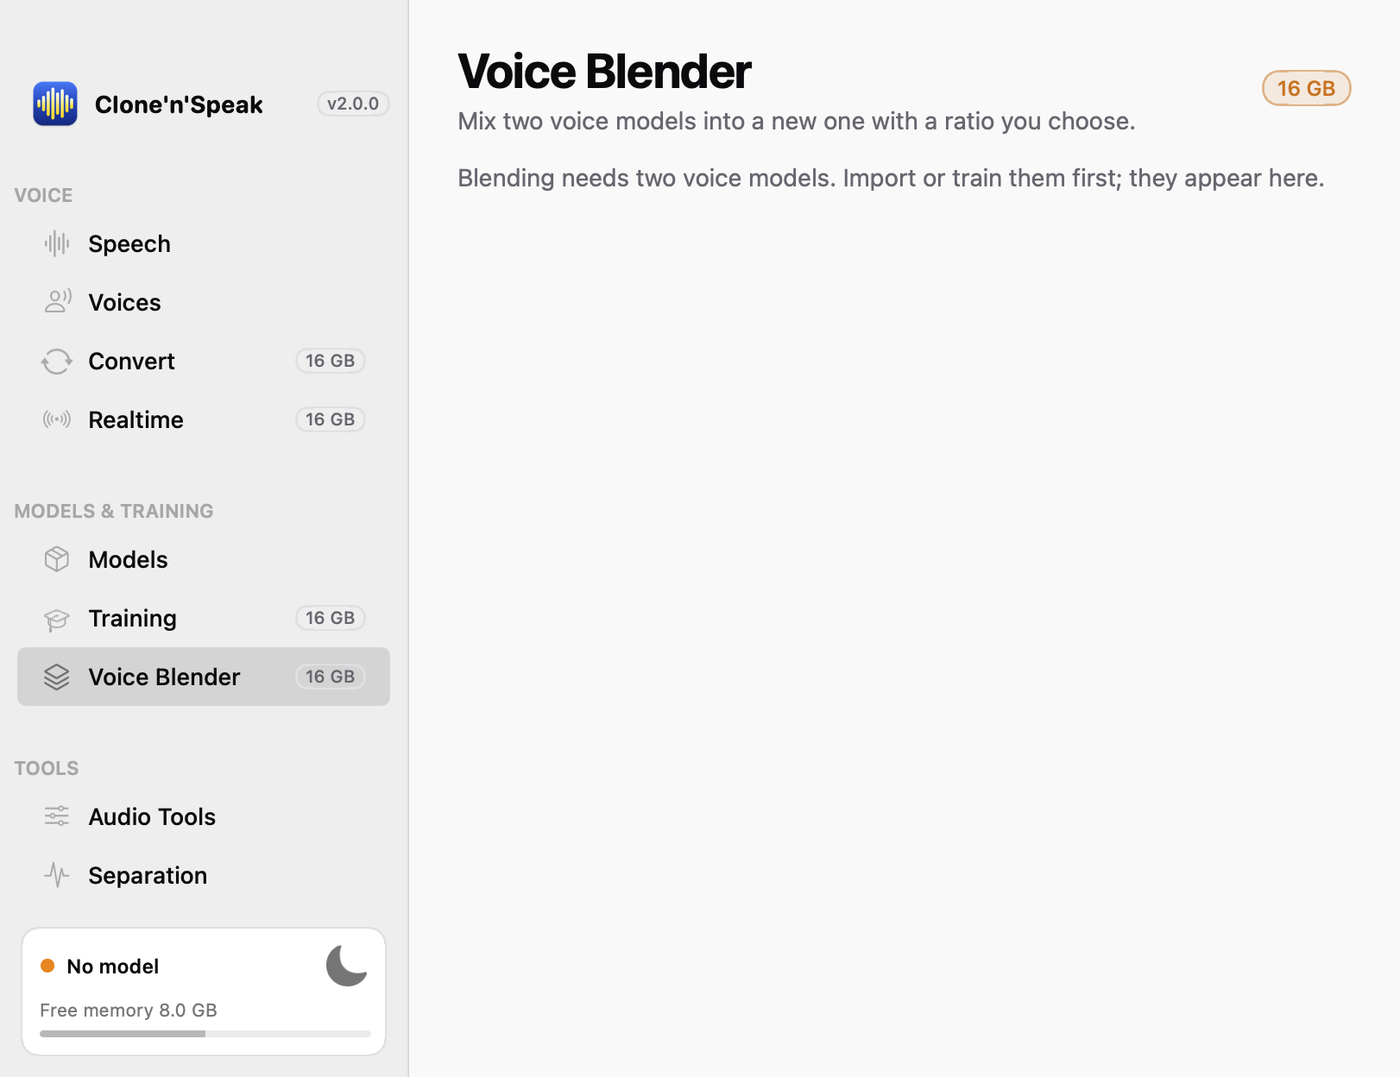 Clone'n'Speak
v2.0.0
VOICE
Speech
Voices
Convert
16 GB
Realtime
16 GB
MODELS & TRAINING
Models
Training
16 GB
Voice Blender
16 GB
TOOLS
Audio Tools
Separation
No model
Free memory 8.0 GB
Voice Blender
16 GB
Mix two voice models into a new one with a ratio you choose.
Blending needs two voice models. Import or train them first; they appear here.